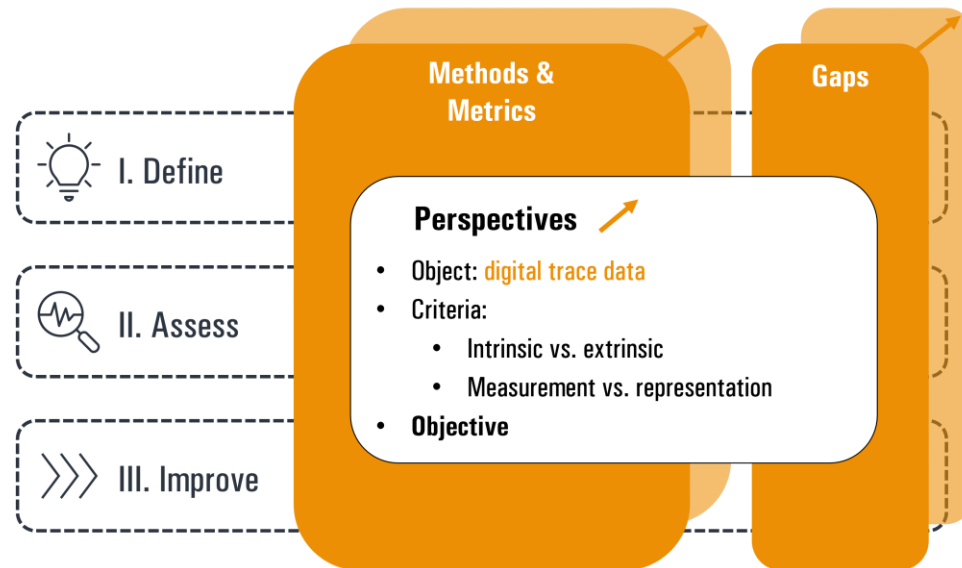 Methods &
Metrics
Gaps
I. Define
Perspectives
• Object: digital trace data
• Criteria:
• Intrinsic vs. extrinsic
• Measurement vs. representation
• Objective
II. Assess
III. Improve